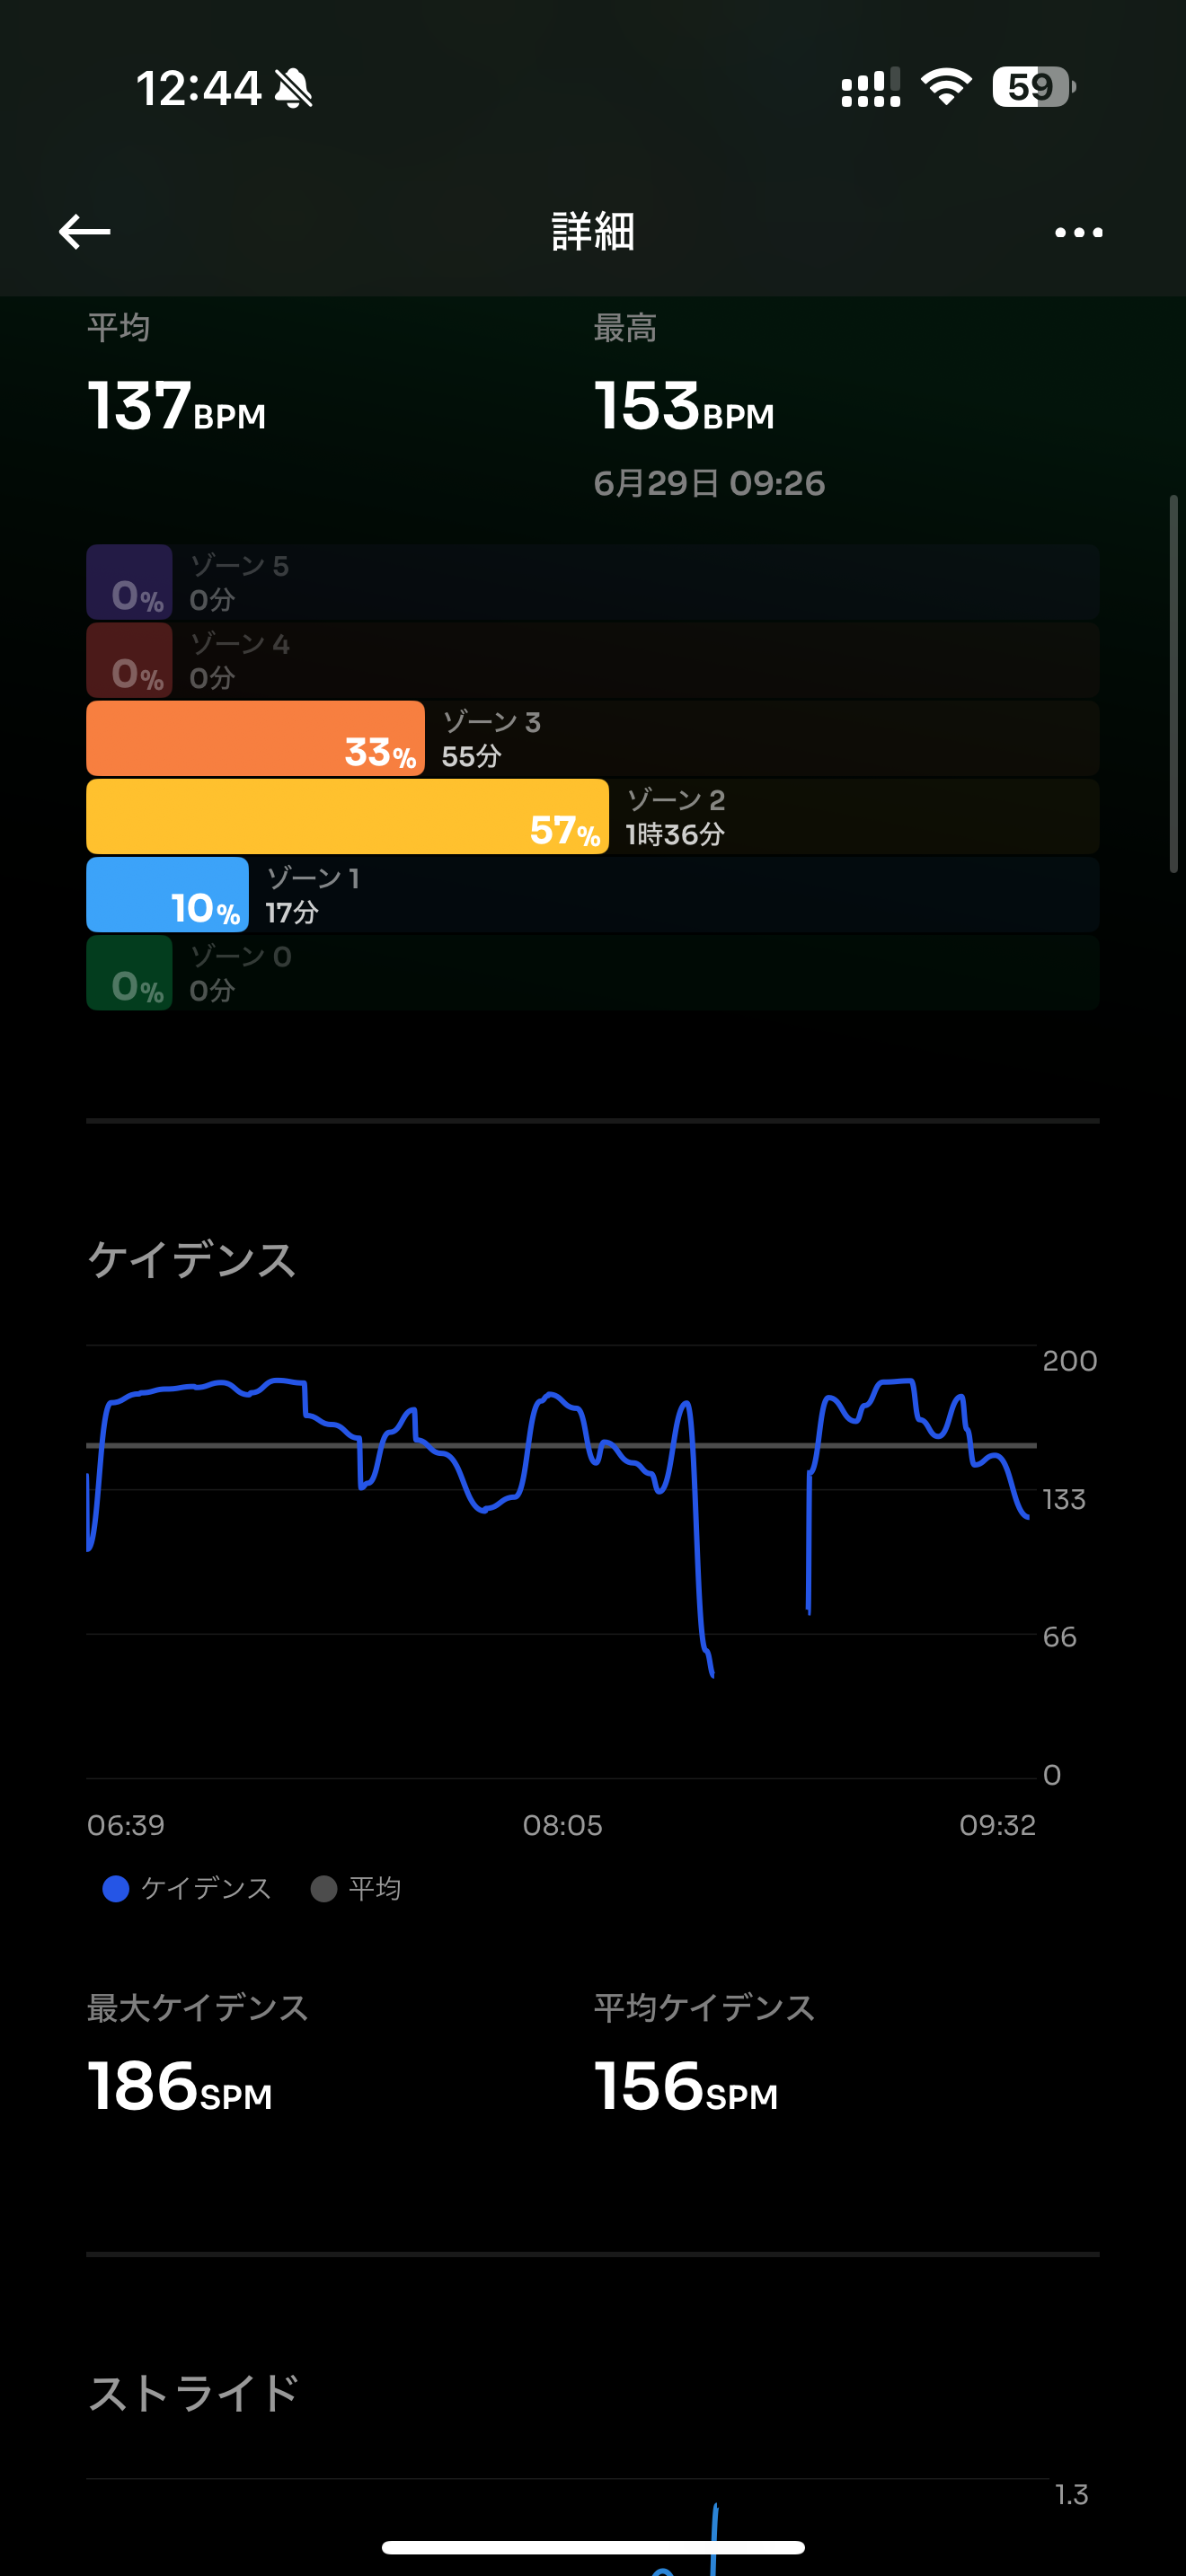 12:44
59
詳細
平均
最高
137BPM
153BPM
6月29日 09:26
ゾーン 5
0%
0分
ゾーン 4
0%
0分
ゾーン 3
33%
55分
ゾーン 2
57%
1時36分
ゾーン 1
10%
17分
ゾーン 0
0%
0分
ケイデンス
200
133
66
0
06:39
08:05
09:32
ケイデンス
平均
最大ケイデンス
平均ケイデンス
186SPM
156SPM
ストライド
1.3